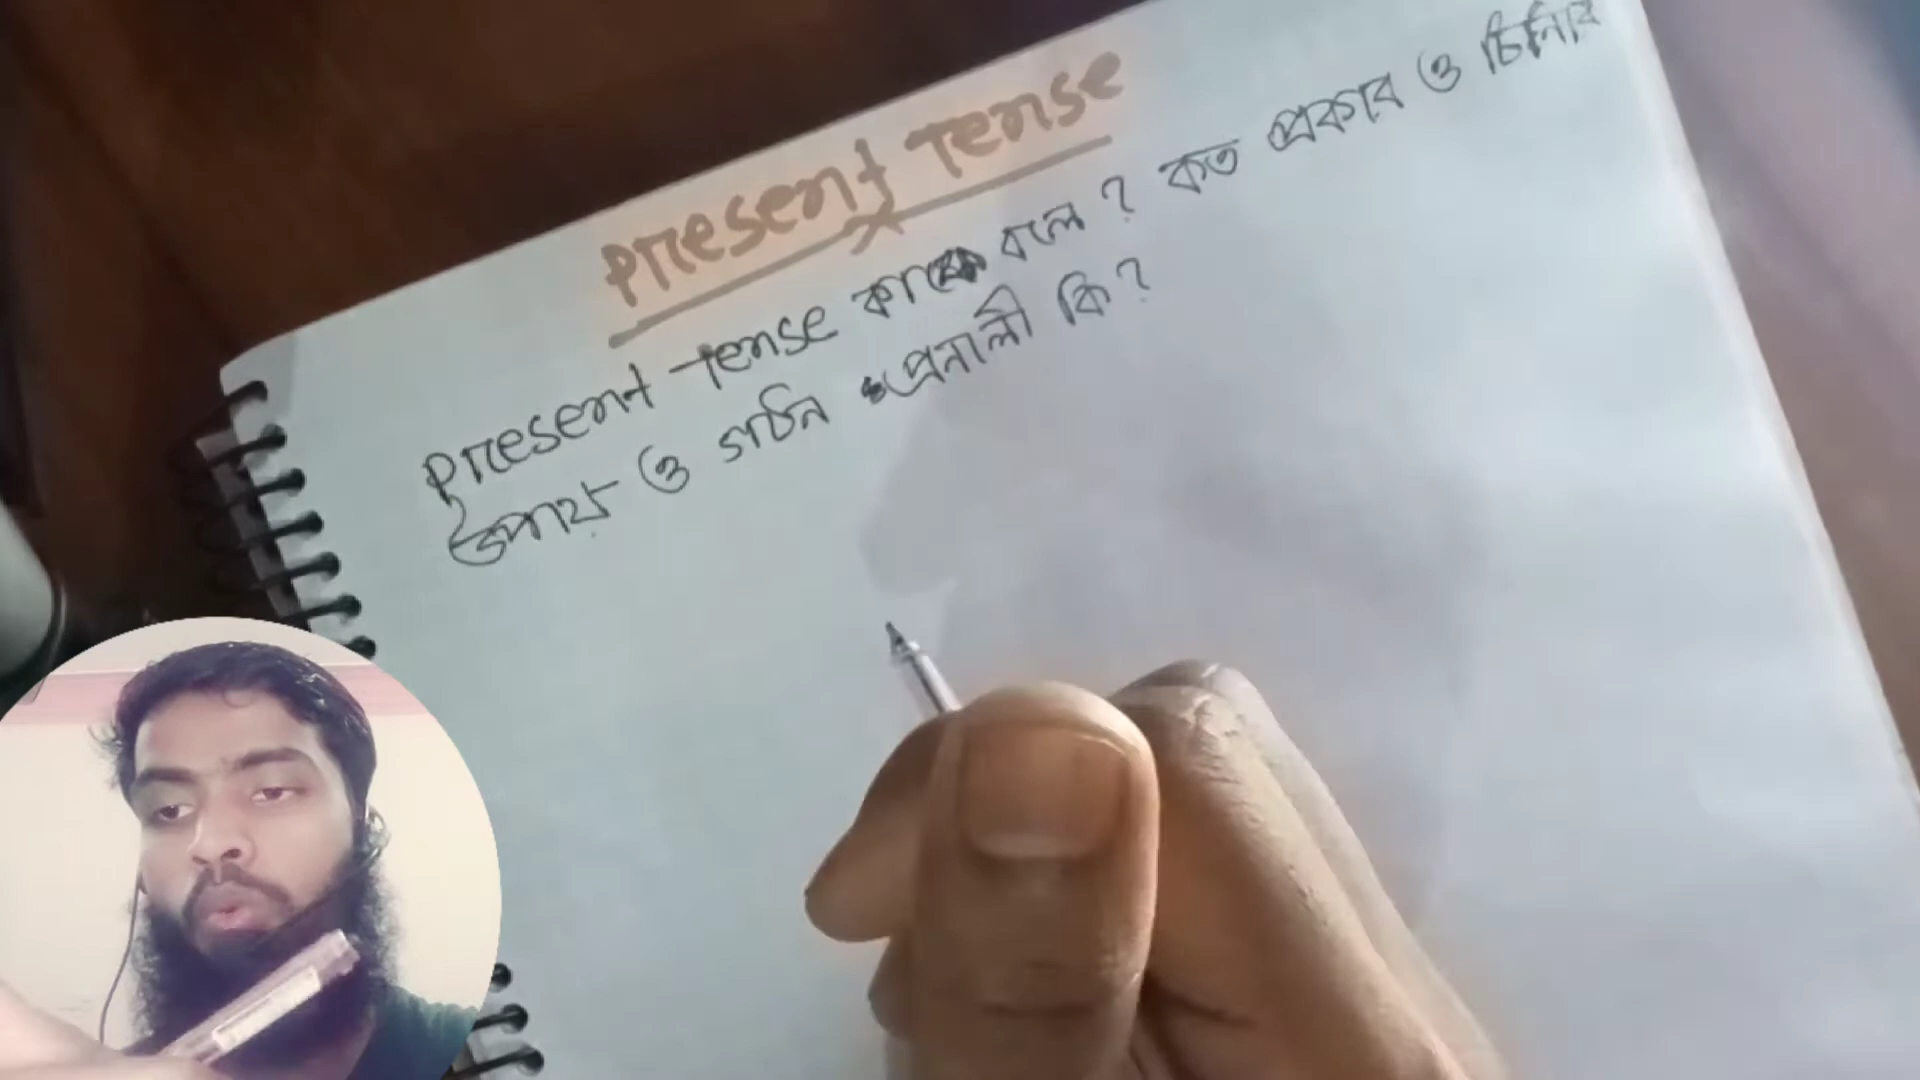 Present Tense
Present Tense কাকে বলে? কত প্রকার ও চিনার
উপায় ও গঠন প্রনালী কি?